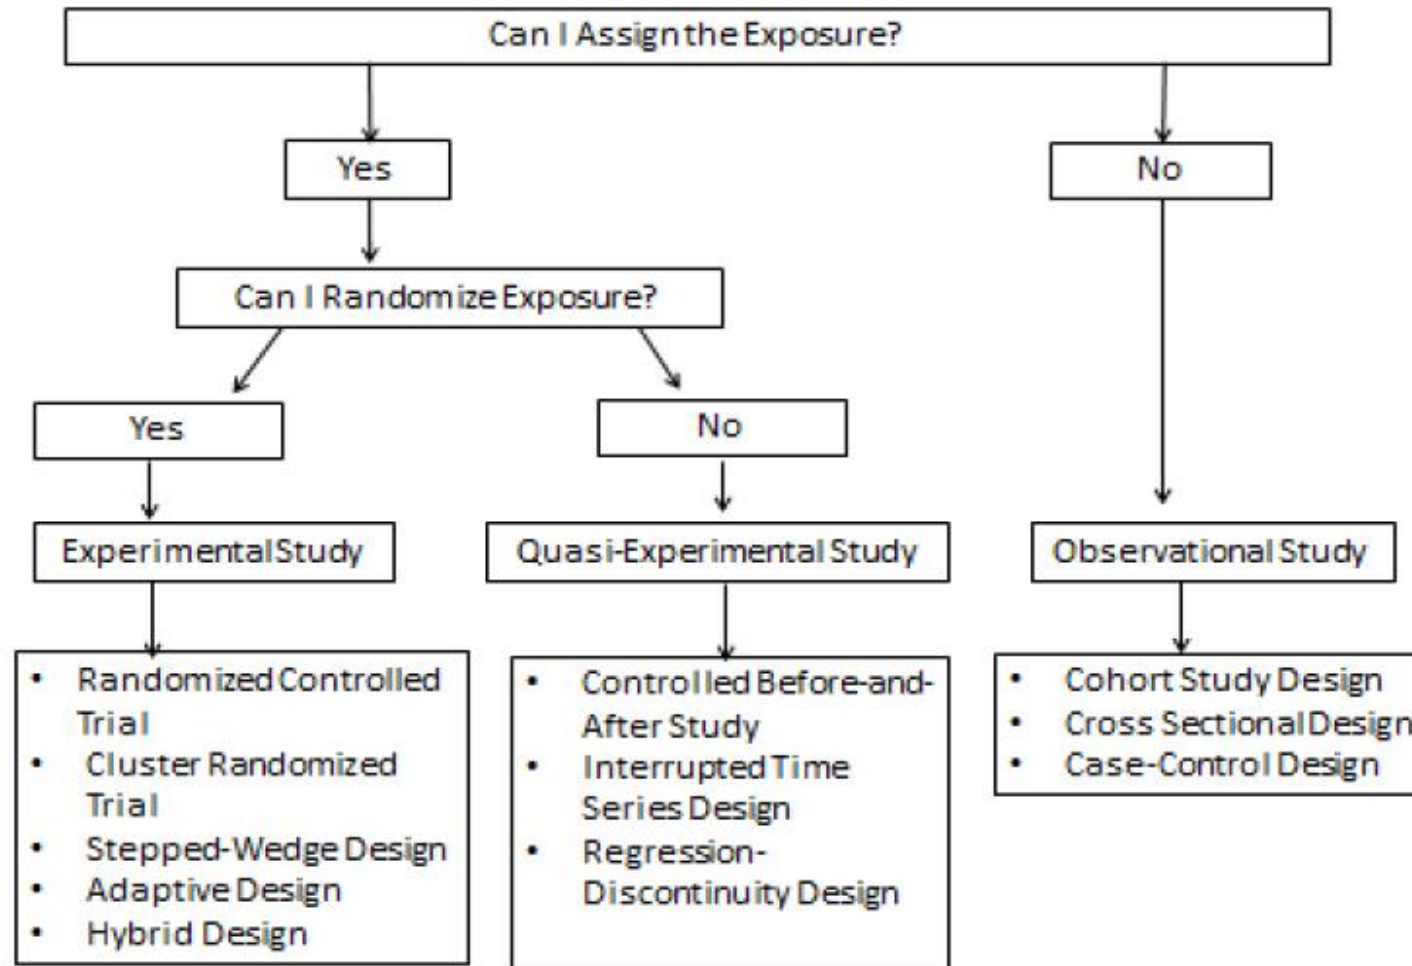 Can I Assign the Exposure?
Yes
No
Can I Randomize Exposure?
Yes
No
Experimental Study
Quasi-Experimental Study
Observational Study
• Randomized Controlled
Trial
• Cluster Randomized
Trial
• Stepped-Wedge Design
• Adaptive Design
• Hybrid Design
• Controlled Before-and-
After Study
• Interrupted Time
Series Design
• Regression-
Discontinuity Design
• Cohort Study Design
• Cross Sectional Design
• Case-Control Design